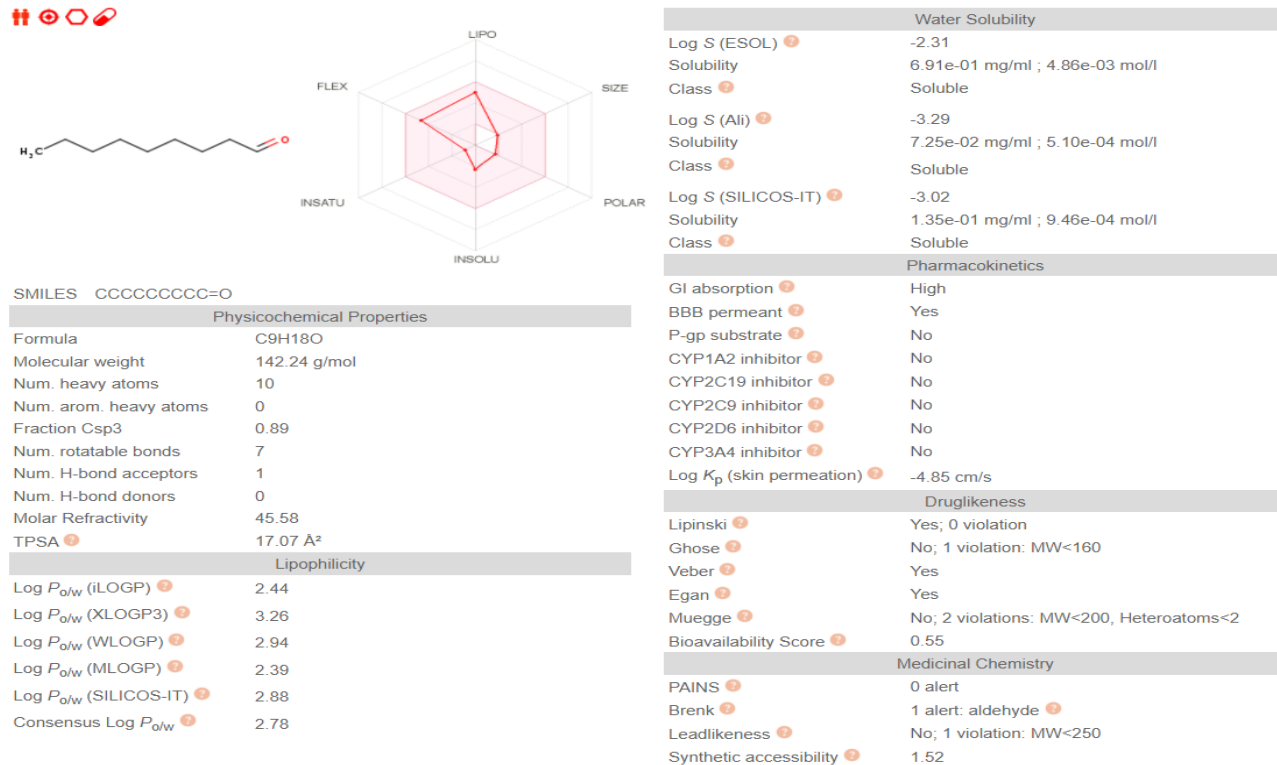 LIPO
FLEX
SIZE
H₃C
O
INSATU
POLAR
INSOLU
SMILES CCCCCCCCC=O
Physicochemical Properties
Formula C9H18O
Molecular weight 142.24 g/mol
Num. heavy atoms 10
Num. arom. heavy atoms 0
Fraction Csp3 0.89
Num. rotatable bonds 7
Num. H-bond acceptors 1
Num. H-bond donors 0
Molar Refractivity 45.58
TPSA ? 17.07 Å²
Lipophilicity
Log Po/w (iLOGP) ? 2.44
Log Po/w (XLOGP3) ? 3.26
Log Po/w (WLOGP) ? 2.94
Log Po/w (MLOGP) ? 2.39
Log Po/w (SILICOS-IT) ? 2.88
Consensus Log Po/w ? 2.78
Water Solubility
Log S (ESOL) ? -2.31
Solubility 6.91e-01 mg/ml ; 4.86e-03 mol/l
Class ? Soluble
Log S (Ali) ? -3.29
Solubility 7.25e-02 mg/ml ; 5.10e-04 mol/l
Class ? Soluble
Log S (SILICOS-IT) ? -3.02
Solubility 1.35e-01 mg/ml ; 9.46e-04 mol/l
Class ? Soluble
Pharmacokinetics
GI absorption ? High
BBB permeant ? Yes
P-gp substrate ? No
CYP1A2 inhibitor ? No
CYP2C19 inhibitor ? No
CYP2C9 inhibitor ? No
CYP2D6 inhibitor ? No
CYP3A4 inhibitor ? No
Log Kp (skin permeation) ? -4.85 cm/s
Druglikeness
Lipinski ? Yes; 0 violation
Ghose ? No; 1 violation: MW<160
Veber ? Yes
Egan ? Yes
Muegge ? No; 2 violations: MW<200, Heteroatoms<2
Bioavailability Score ? 0.55
Medicinal Chemistry
PAINS ? 0 alert
Brenk ? 1 alert: aldehyde ?
Leadlikeness ? No; 1 violation: MW<250
Synthetic accessibility ? 1.52